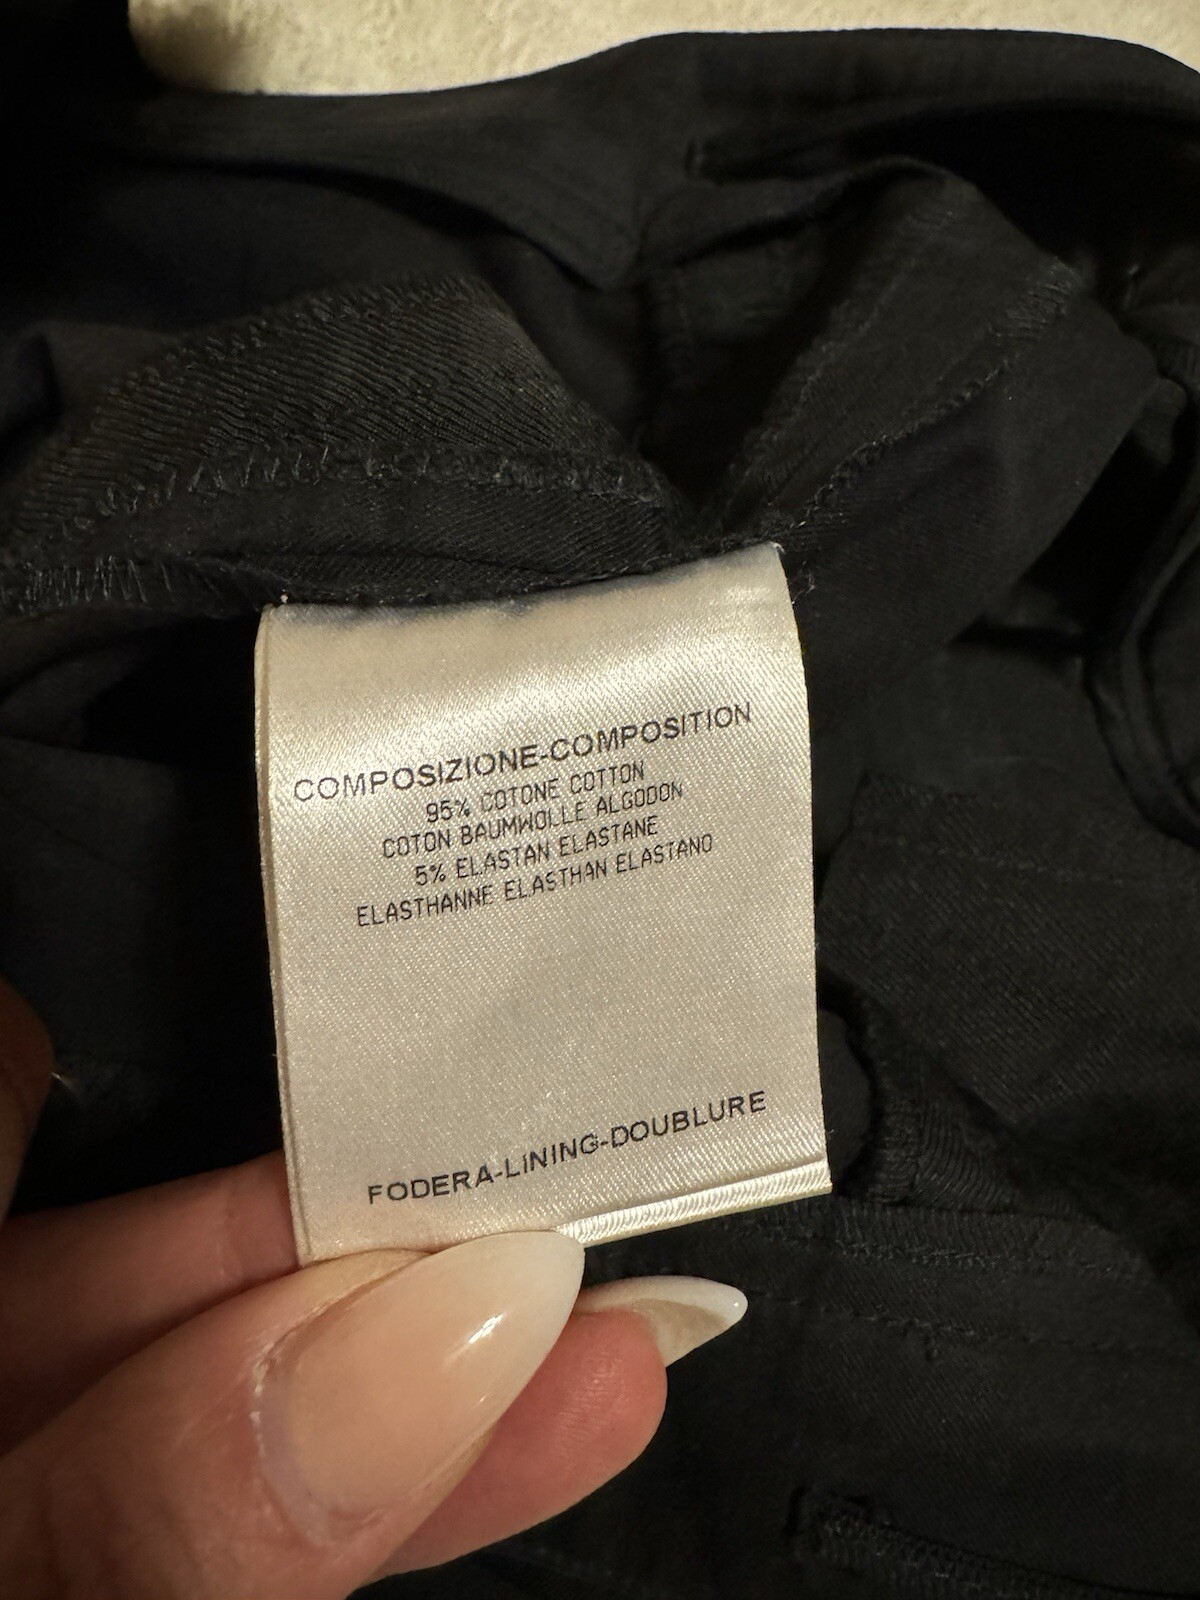 COMPOSIZIONE-COMPOSITION
95% COTONE COTTON
COTON BAUMWOLLE ALGODON
5% ELASTAN ELASTANE
ELASTHANNE ELASTHAN ELASTANO
FODERA-LINING-DOUBLURE